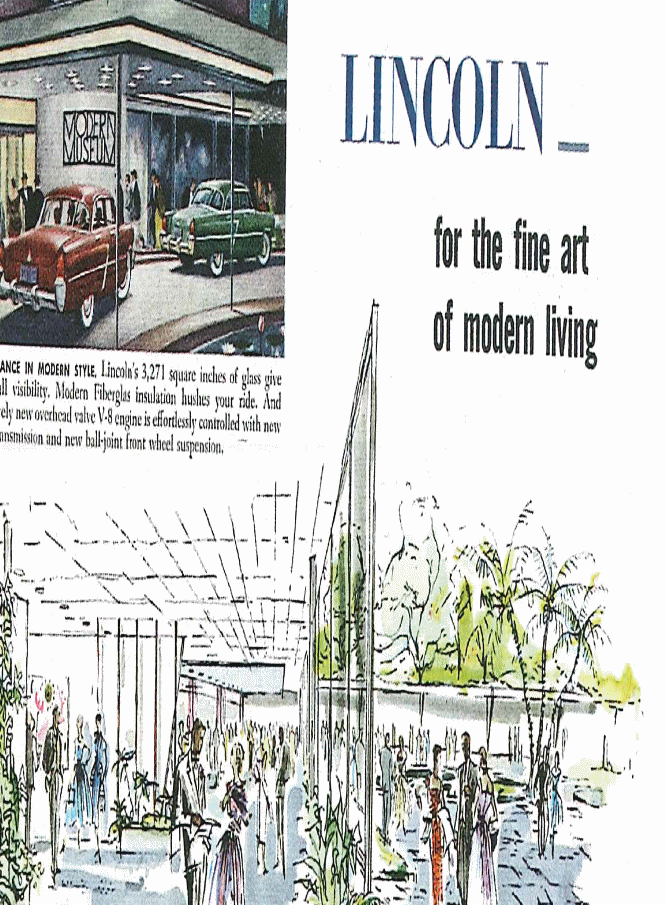 MODERN
MUSEUM
LINCOLN
for the fine art
of modern living
ANCE IN MODERN STYLE. Lincoln's 3,271 square inches of glass give
ll visibility. Modern Fiberglas insulation hushes your ride. And
ely new overhead valve V-8 engine is effortlessly controlled with new
ansmission and new ball-joint front wheel suspension.